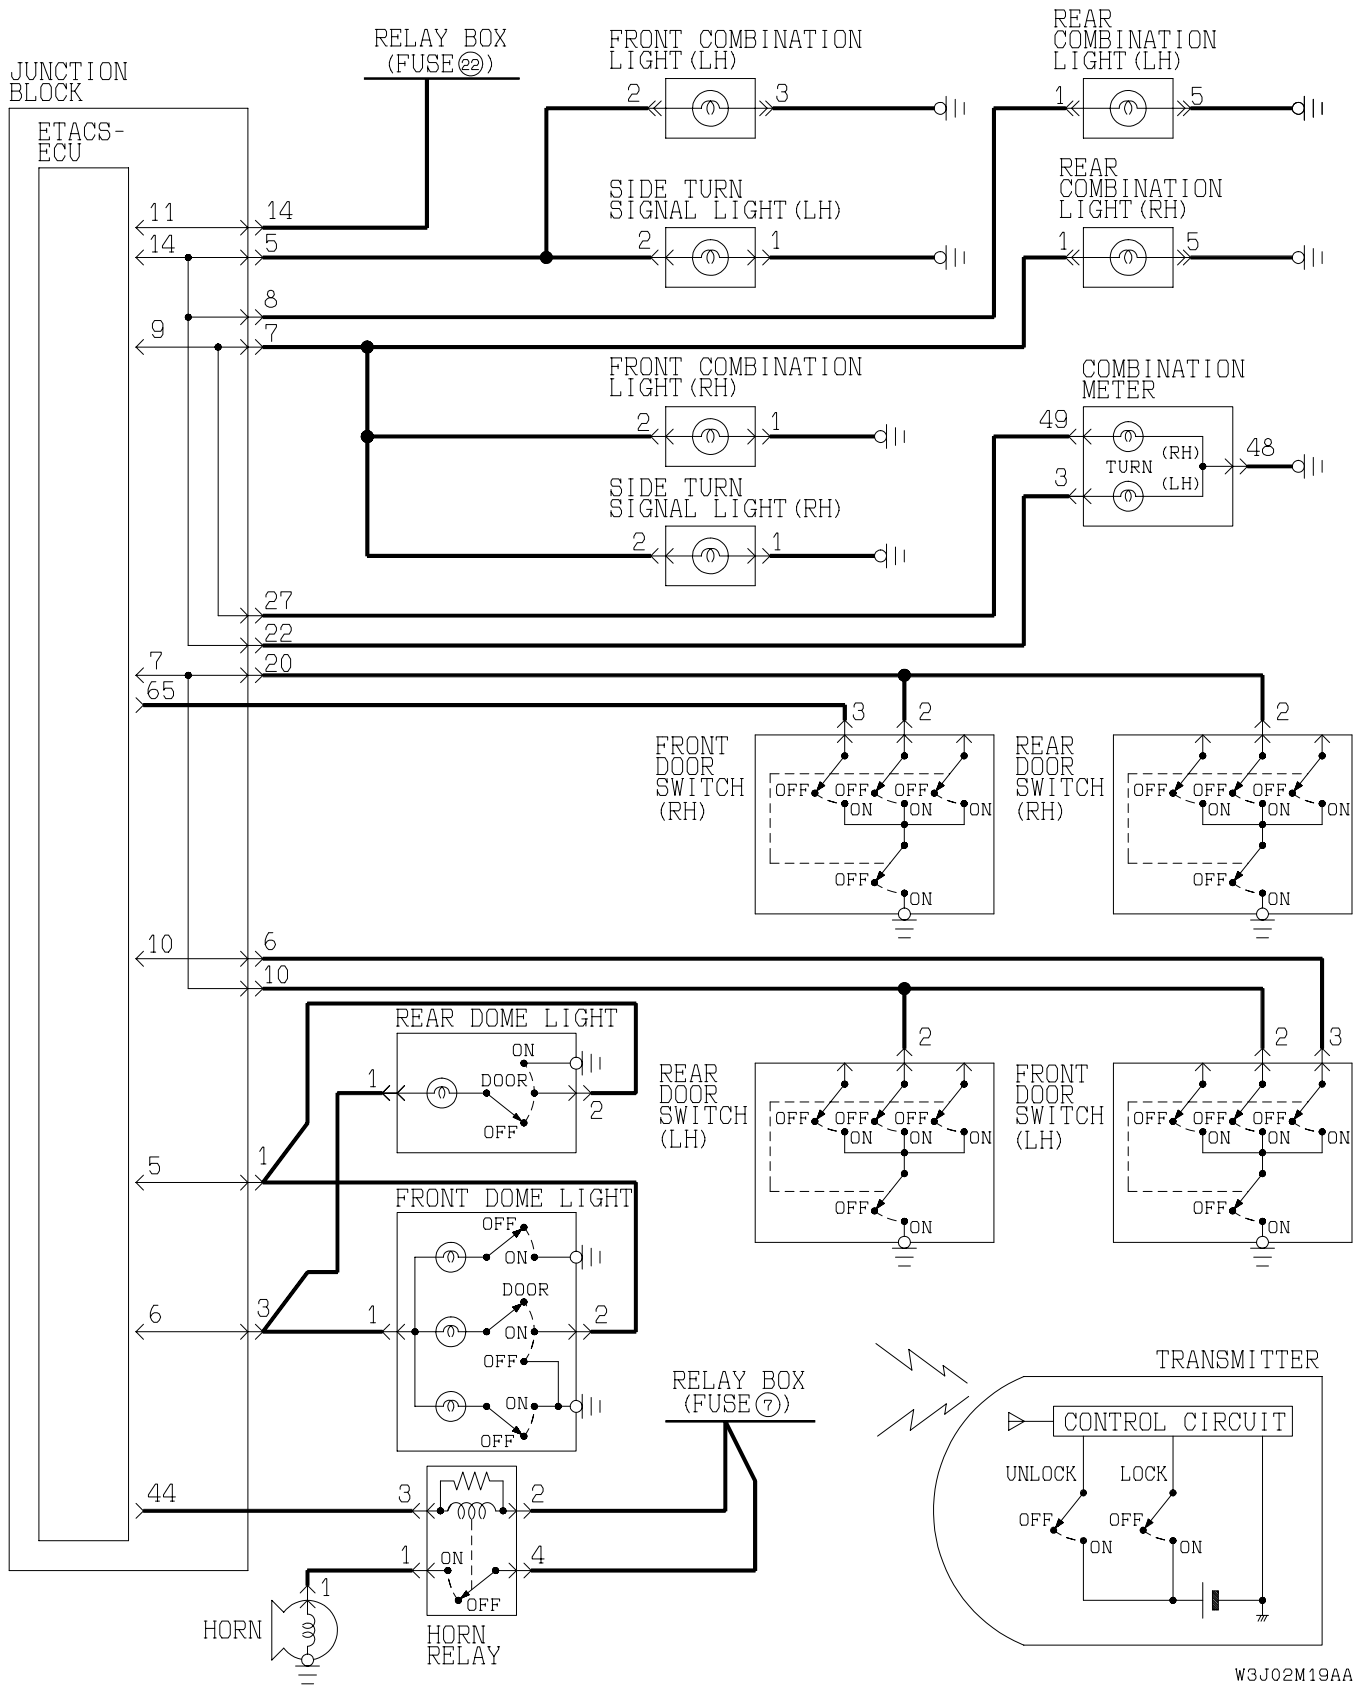 RELAY BOX
(FUSE㉒)
FRONT COMBINATION
LIGHT(LH)
REAR
COMBINATION
LIGHT(LH)
JUNCTION
BLOCK
2
3
1
5
ETACS-
ECU
SIDE TURN
SIGNAL LIGHT(LH)
REAR
COMBINATION
LIGHT(RH)
11
14
14
5
2
1
1
5
8
9
7
FRONT COMBINATION
LIGHT(RH)
COMBINATION
METER
2
1
49
(RH)
TURN
(LH)
48
3
SIDE TURN
SIGNAL LIGHT(RH)
2
1
27
22
7
20
65
3
2
2
FRONT
DOOR
SWITCH
(RH)
OFF
OFF
OFF
ON
ON
ON
OFF
ON
REAR
DOOR
SWITCH
(RH)
OFF
OFF
OFF
ON
ON
ON
OFF
ON
10
6
10
2
2
3
REAR DOME LIGHT
ON
DOOR
OFF
1
2
REAR
DOOR
SWITCH
(LH)
OFF
OFF
OFF
ON
ON
ON
OFF
ON
FRONT
DOOR
SWITCH
(LH)
OFF
OFF
OFF
ON
ON
ON
OFF
ON
5
1
FRONT DOME LIGHT
OFF
ON
DOOR
ON
OFF
ON
OFF
6
3
1
2
RELAY BOX
(FUSE⑦)
TRANSMITTER
CONTROL CIRCUIT
UNLOCK
LOCK
OFF
OFF
ON
ON
44
3
2
1
ON
OFF
4
1
HORN
HORN
RELAY
W3J02M19AA